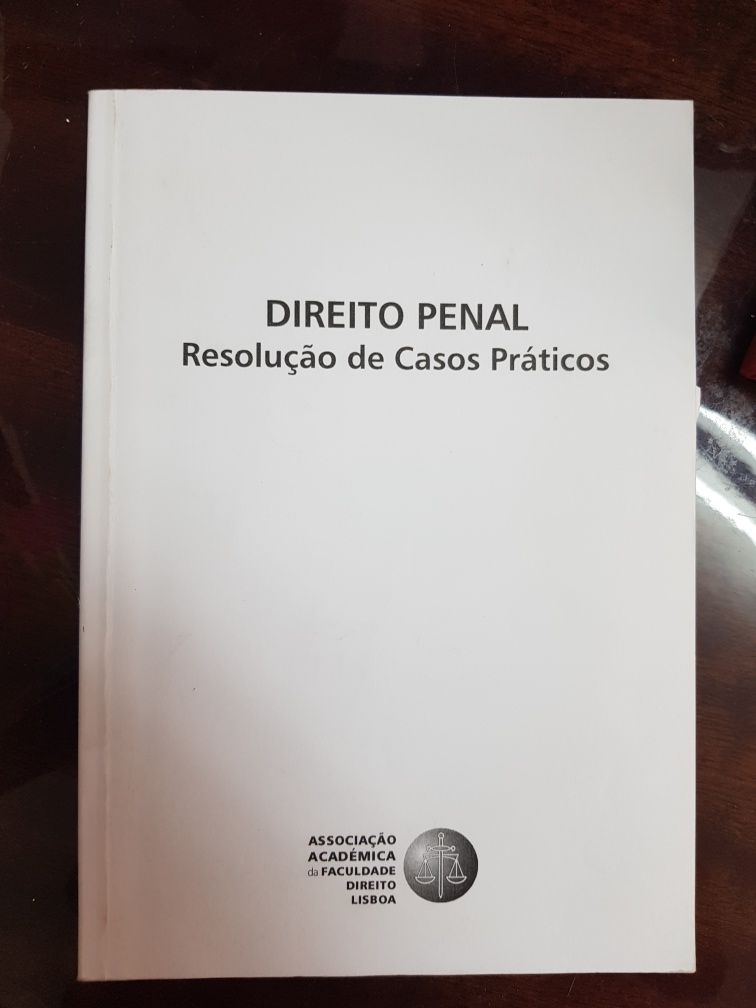 DIREITO PENAL
Resolução de Casos Práticos
ASSOCIAÇÃO
ACADÉMICA
da FACULDADE
DIREITO
LISBOA